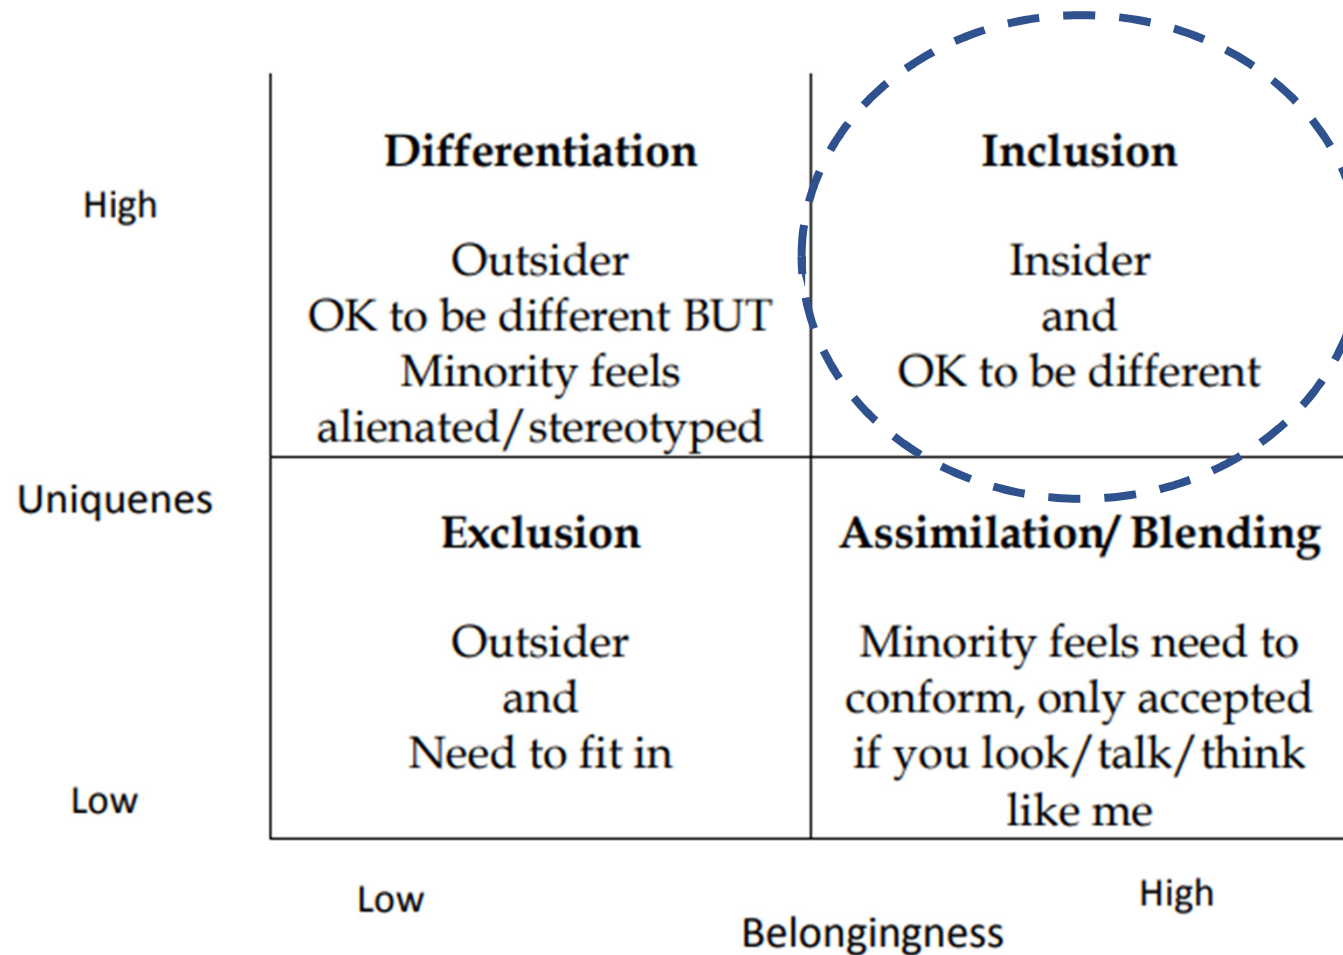 Differentiation
Inclusion
High
Outsider
OK to be different BUT
Minority feels
alienated/stereotyped
Insider
and
OK to be different
Uniquenes
Exclusion
Assimilation/ Blending
Outsider
and
Need to fit in
Minority feels need to
conform, only accepted
if you look/talk/think
like me
Low
Low
High
Belongingness